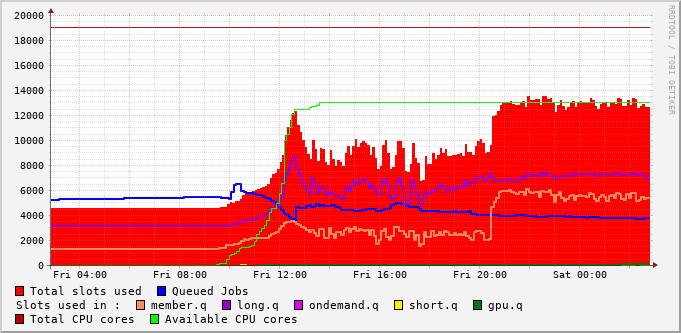 20000
18000
16000
14000
12000
10000
8000
6000
4000
2000
0
Fri 04:00 Fri 08:00 Fri 12:00 Fri 16:00 Fri 20:00 Sat 00:00
Total slots used Queued Jobs
Slots used in : member.q long.q ondemand.q short.q gpu.q
Total CPU cores Available CPU cores
RRDTOOL / TOBI OETIKER